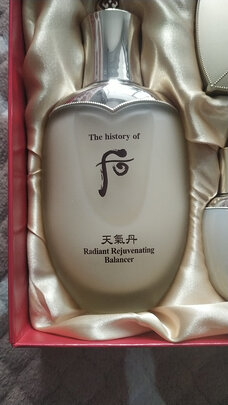 The history of
后
天氣丹
Radiant Rejuvenating
Balancer